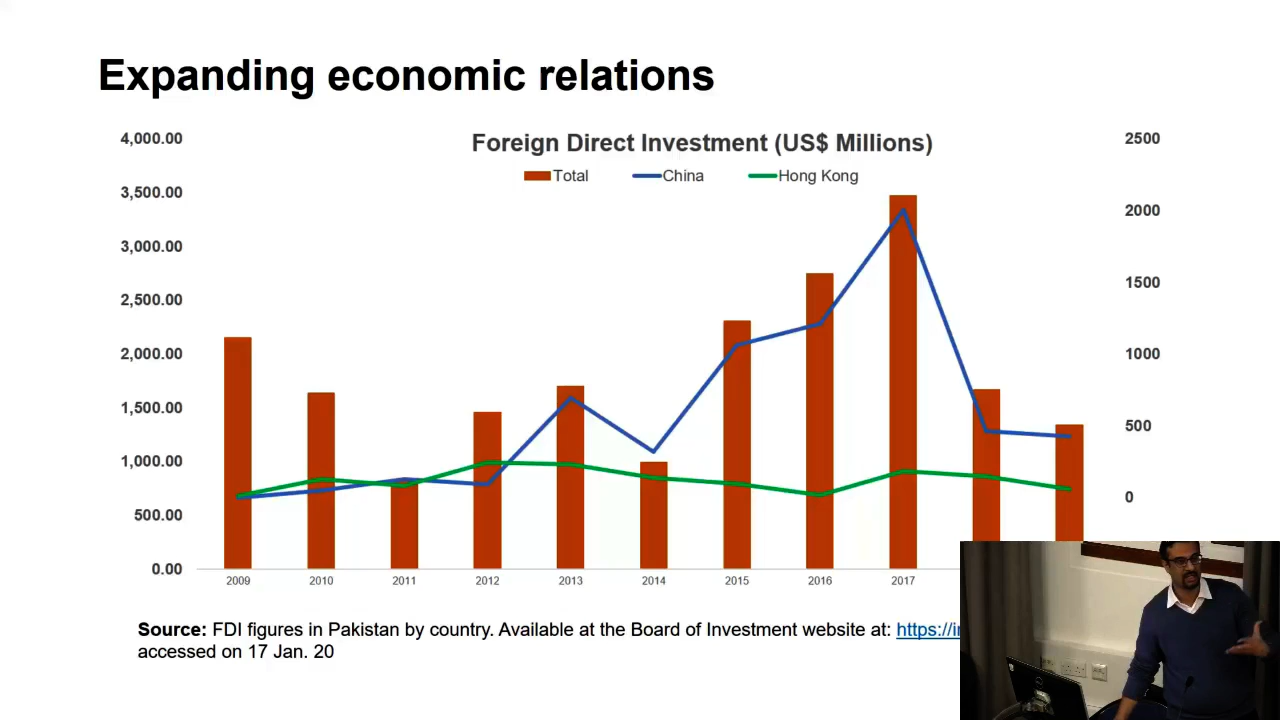 Expanding economic relations
Foreign Direct Investment (US$ Millions)
Total China Hong Kong
4,000.00
3,500.00
3,000.00
2,500.00
2,000.00
1,500.00
1,000.00
500.00
0.00
2500
2000
1500
1000
500
0
2009 2010 2011 2012 2013 2014 2015 2016 2017
Source: FDI figures in Pakistan by country. Available at the Board of Investment website at: https://i
accessed on 17 Jan. 20